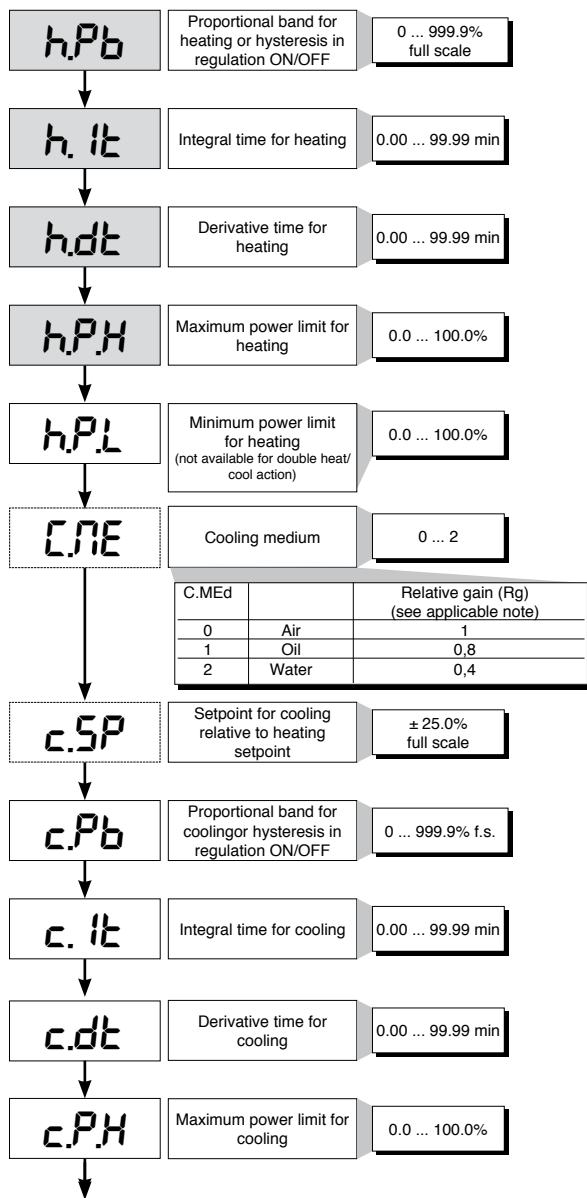 h.Pb
Proportional band for
heating or hysteresis in
regulation ON/OFF
0 ... 999.9%
full scale
h. It
Integral time for heating
0.00 ... 99.99 min
h.dt
Derivative time for
heating
0.00 ... 99.99 min
h.P.H
Maximum power limit for
heating
0.0 ... 100.0%
h.P.L
Minimum power limit
for heating
(not available for double heat/
cool action)
0.0 ... 100.0%
C.ME
Cooling medium
0 ... 2
C.MEd Relative gain (Rg)
(see applicable note)
0 Air 1
1 Oil 0,8
2 Water 0,4
c.SP
Setpoint for cooling
relative to heating
setpoint
± 25.0%
full scale
c.Pb
Proportional band for
coolingor hysteresis in
regulation ON/OFF
0 ... 999.9% f.s.
c. It
Integral time for cooling
0.00 ... 99.99 min
c.dt
Derivative time for
cooling
0.00 ... 99.99 min
c.P.H
Maximum power limit for
cooling
0.0 ... 100.0%